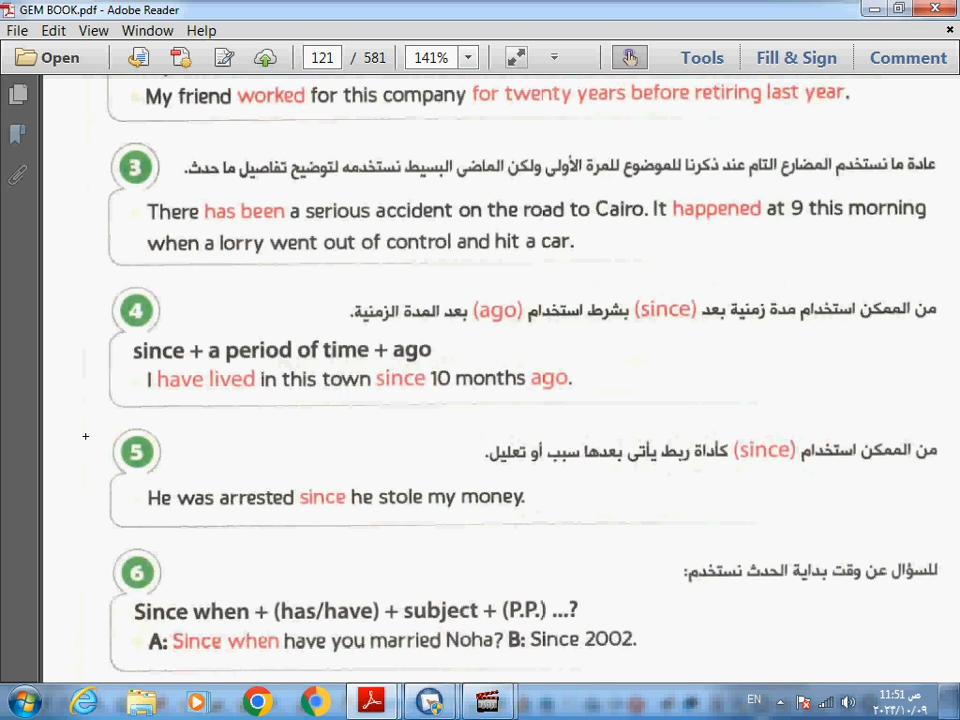 GEM BOOK.pdf - Adobe Reader
File Edit View Window Help
Open 121 / 581 141% Tools Fill & Sign Comment
My friend worked for this company for twenty years before retiring last year.
3 عادة ما نستخدم المضارع التام عند ذكرنا للموضوع للمرة الأولى ولكن الماضى البسيط نستخدمه لتوضيح تفاصيل ما حدث.
There has been a serious accident on the road to Cairo. It happened at 9 this morning
when a lorry went out of control and hit a car.
4 من الممكن استخدام مدة زمنية بعد (since) بشرط استخدام (ago) بعد المدة الزمنية.
since + a period of time + ago
I have lived in this town since 10 months ago.
5 من الممكن استخدام (since) كأداة ربط يأتى بعدها سبب أو تعليل.
He was arrested since he stole my money.
6 للسؤال عن وقت بداية الحدث نستخدم:
Since when + (has/have) + subject + (P.P.) ...?
A: Since when have you married Noha? B: Since 2002.
EN
11:51 ص
٢٠٢٣/١٠/٠٩